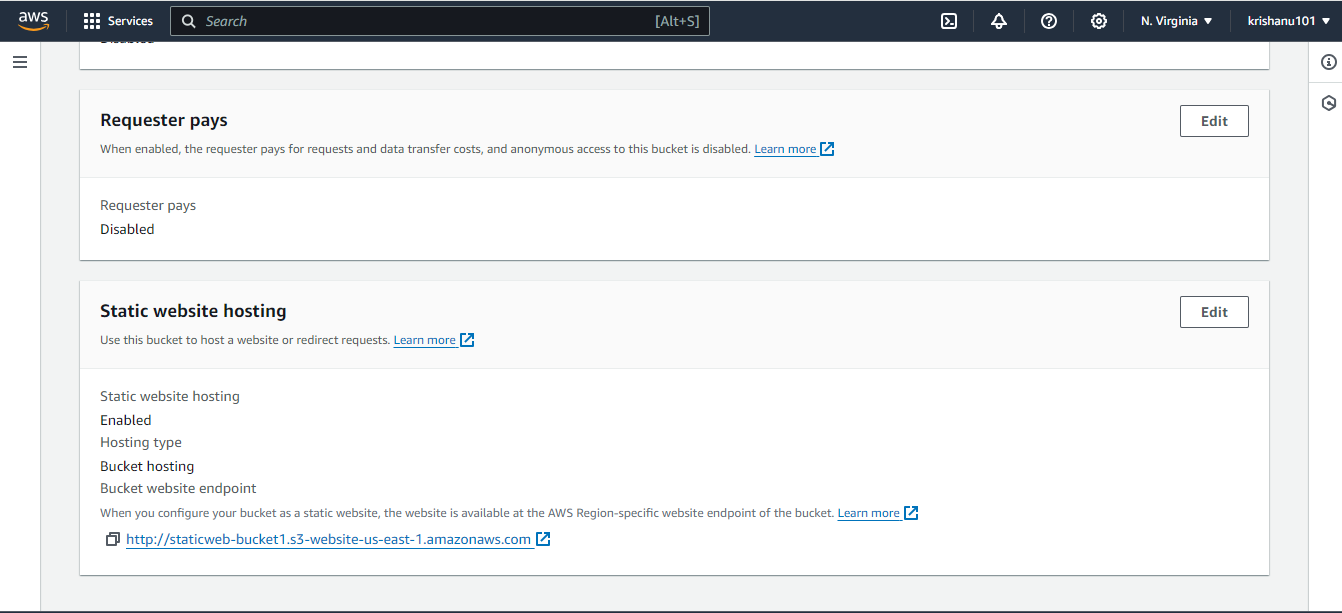 aws
Services
Search [Alt+S]
N. Virginia
krishanu101
Disabled
Requester pays
Edit
When enabled, the requester pays for requests and data transfer costs, and anonymous access to this bucket is disabled. Learn more
Requester pays
Disabled
Static website hosting
Edit
Use this bucket to host a website or redirect requests. Learn more
Static website hosting
Enabled
Hosting type
Bucket hosting
Bucket website endpoint
When you configure your bucket as a static website, the website is available at the AWS Region-specific website endpoint of the bucket. Learn more
http://staticweb-bucket1.s3-website-us-east-1.amazonaws.com